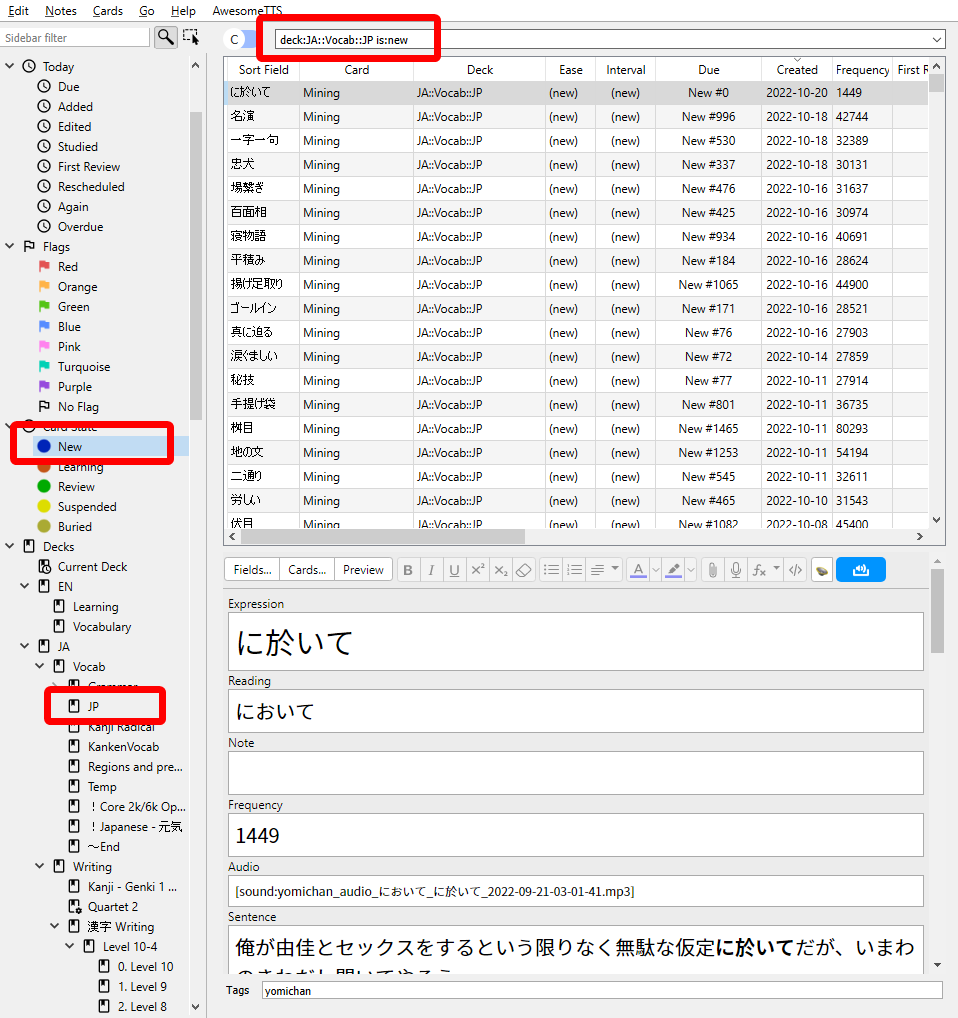 Edit Notes Cards Go Help AwesomeTTS
Sidebar filter
C
deck:JA::Vocab::JP is:new
Today
Due
Added
Edited
Studied
First Review
Rescheduled
Again
Overdue
Flags
Red
Orange
Green
Blue
Pink
Turquoise
Purple
No Flag
Card State
New
Learning
Review
Suspended
Buried
Decks
Current Deck
EN
Learning
Vocabulary
JA
Vocab
Grammar
JP
Kanji Radical
KankenVocab
Regions and pre...
Temp
！Core 2k/6k Op...
！Japanese - 元気
〜End
Writing
Kanji - Genki 1 ...
Quartet 2
漢字 Writing
Level 10-4
0. Level 10
1. Level 9
2. Level 8
Sort Field Card Deck Ease Interval Due Created Frequency First R
に於いて Mining JA::Vocab::JP (new) (new) New #0 2022-10-20 1449
名演 Mining JA::Vocab::JP (new) (new) New #996 2022-10-18 42744
一字一句 Mining JA::Vocab::JP (new) (new) New #530 2022-10-18 32389
忠犬 Mining JA::Vocab::JP (new) (new) New #337 2022-10-18 30131
場繋ぎ Mining JA::Vocab::JP (new) (new) New #476 2022-10-16 31637
百面相 Mining JA::Vocab::JP (new) (new) New #425 2022-10-16 30974
寝物語 Mining JA::Vocab::JP (new) (new) New #934 2022-10-16 40691
平積み Mining JA::Vocab::JP (new) (new) New #184 2022-10-16 28624
揚げ足取り Mining JA::Vocab::JP (new) (new) New #1065 2022-10-16 44900
ゴールイン Mining JA::Vocab::JP (new) (new) New #171 2022-10-16 28521
真に迫る Mining JA::Vocab::JP (new) (new) New #76 2022-10-16 27903
涙ぐましい Mining JA::Vocab::JP (new) (new) New #72 2022-10-14 27859
秘技 Mining JA::Vocab::JP (new) (new) New #77 2022-10-11 27914
手提げ袋 Mining JA::Vocab::JP (new) (new) New #801 2022-10-11 36735
桝目 Mining JA::Vocab::JP (new) (new) New #1465 2022-10-11 80293
地の文 Mining JA::Vocab::JP (new) (new) New #1253 2022-10-11 54194
二通り Mining JA::Vocab::JP (new) (new) New #545 2022-10-11 32611
労しい Mining JA::Vocab::JP (new) (new) New #465 2022-10-10 31543
伏目 Mining JA::Vocab::JP (new) (new) New #1082 2022-10-08 45400
Fields... Cards... Preview B I U x² x₂ A fx </>
Expression
に於いて
Reading
において
Note
Frequency
1449
Audio
[sound:yomichan_audio_において_に於いて_2022-09-21-03-01-41.mp3]
Sentence
俺が由佳とセックスをするという限りなく無駄な仮定に於いてだが、いまわ
Tags yomichan